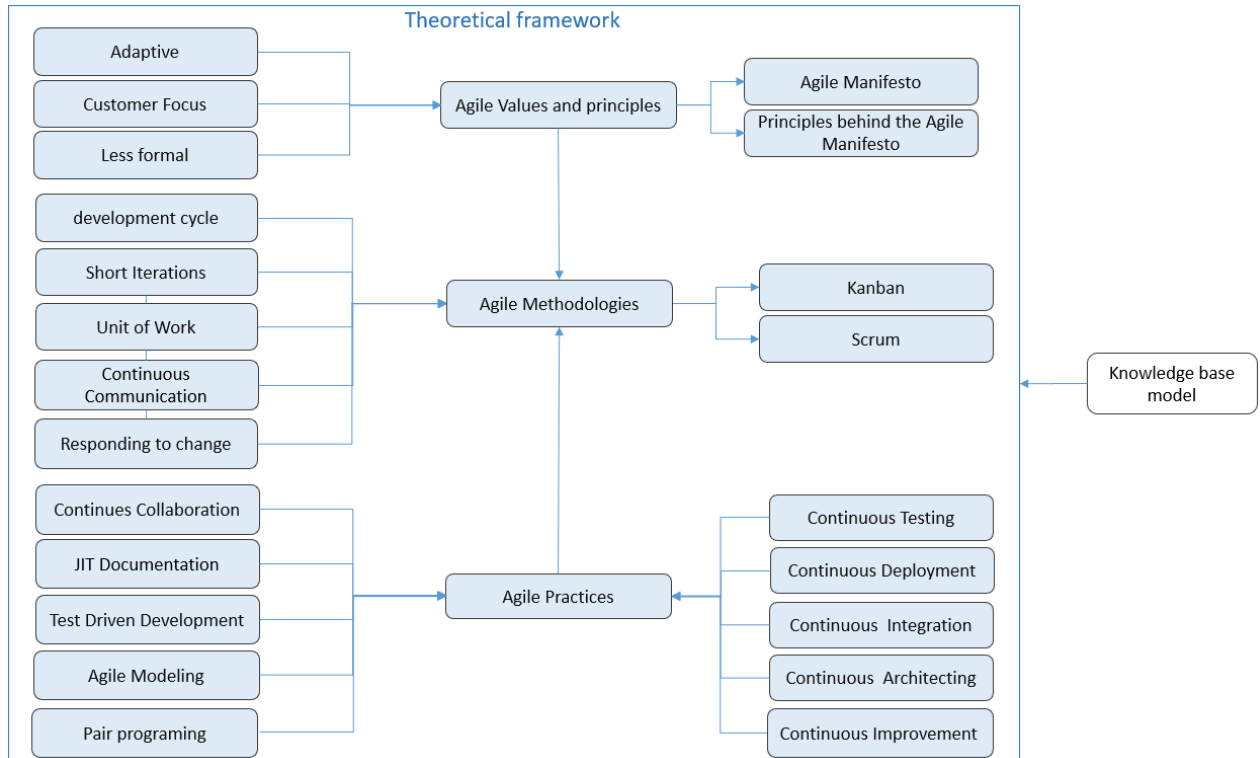 Theoretical framework
Adaptive
Customer Focus
Less formal
Agile Values and principles
Agile Manifesto
Principles behind the Agile
Manifesto
development cycle
Short Iterations
Unit of Work
Continuous
Communication
Responding to change
Agile Methodologies
Kanban
Scrum
Knowledge base
model
Continues Collaboration
JIT Documentation
Test Driven Development
Agile Modeling
Pair programing
Agile Practices
Continuous Testing
Continuous Deployment
Continuous Integration
Continuous Architecting
Continuous Improvement